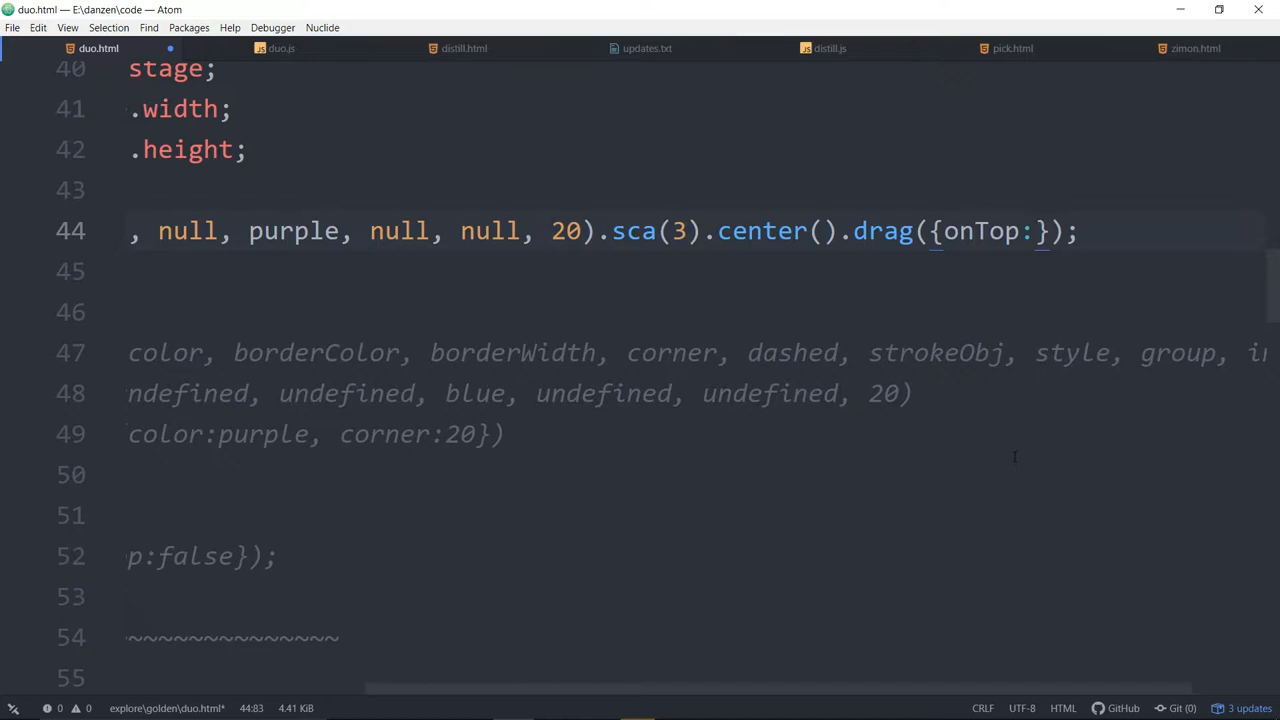 duo.html — E:\danzen\code — Atom
File Edit View Selection Find Packages Help Debugger Nuclide
duo.html duo.js distill.html updates.txt distill.js pick.html zimon.html
40 stage;
41 .width;
42 .height;
43
44 , null, purple, null, null, 20).sca(3).center().drag({onTop:});
45
46
47 color, borderColor, borderWidth, corner, dashed, strokeObj, style, group, in
48 ndefined, undefined, blue, undefined, undefined, 20)
49 color:purple, corner:20})
50
51
52 p:false});
53
54 ~~~~~~~~~~~~~~
55
0 0 explore\golden\duo.html* 44:83 4.41 KiB CRLF UTF-8 HTML GitHub Git (0) 3 updates